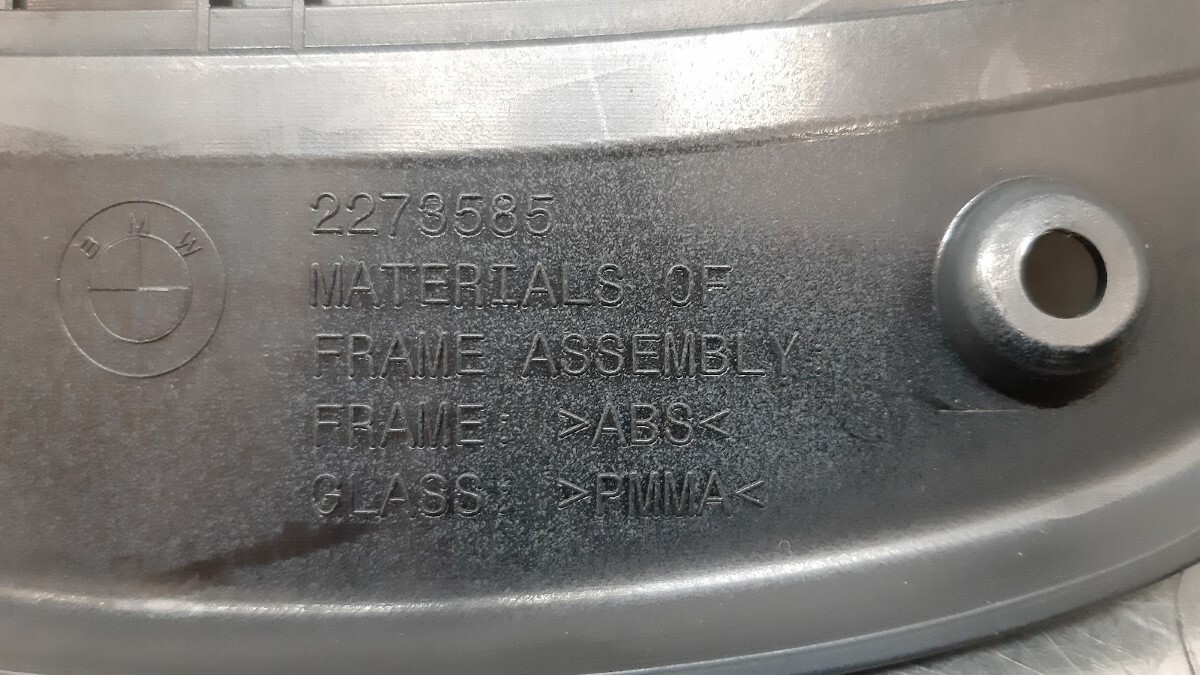 BMW
2273585
MATERIALS OF
FRAME ASSEMBLY:
FRAME: >ABS<
GLASS: >PMMA<